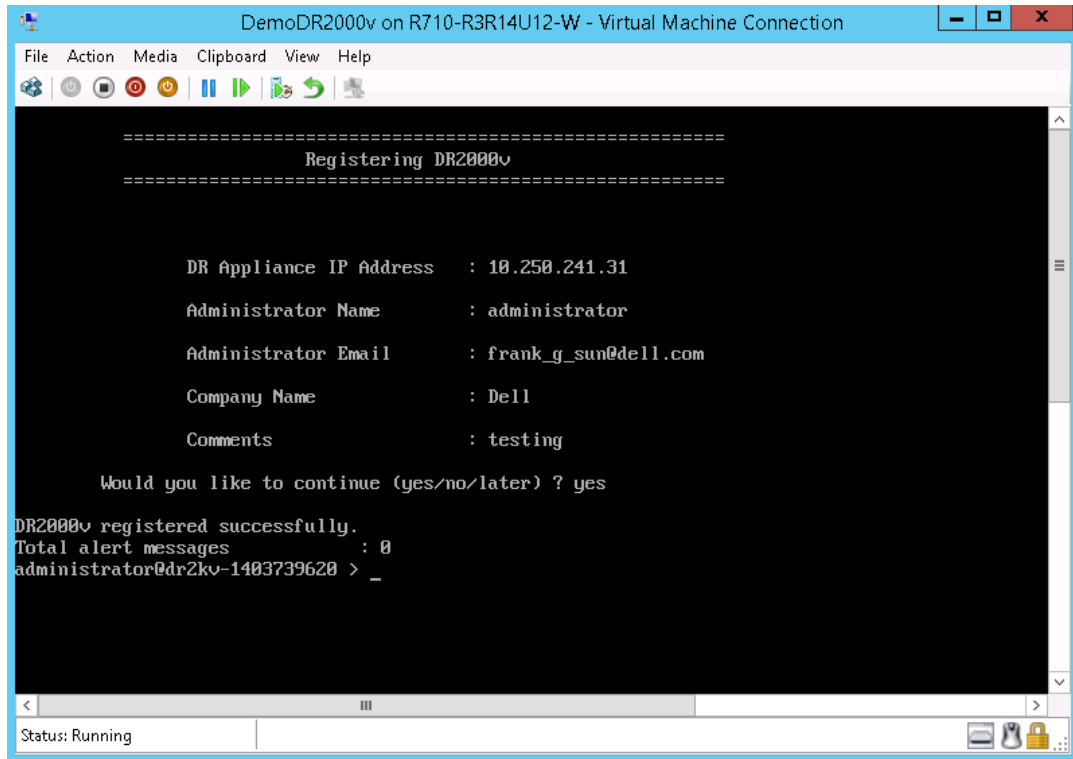 DemoDR2000v on R710-R3R14U12-W - Virtual Machine Connection
File Action Media Clipboard View Help
========================================================
Registering DR2000v
========================================================
DR Appliance IP Address : 10.250.241.31
Administrator Name : administrator
Administrator Email : frank_g_sun@dell.com
Company Name : Dell
Comments : testing
Would you like to continue (yes/no/later) ? yes
DR2000v registered successfully.
Total alert messages : 0
administrator@dr2kv-1403739620 > _
Status: Running